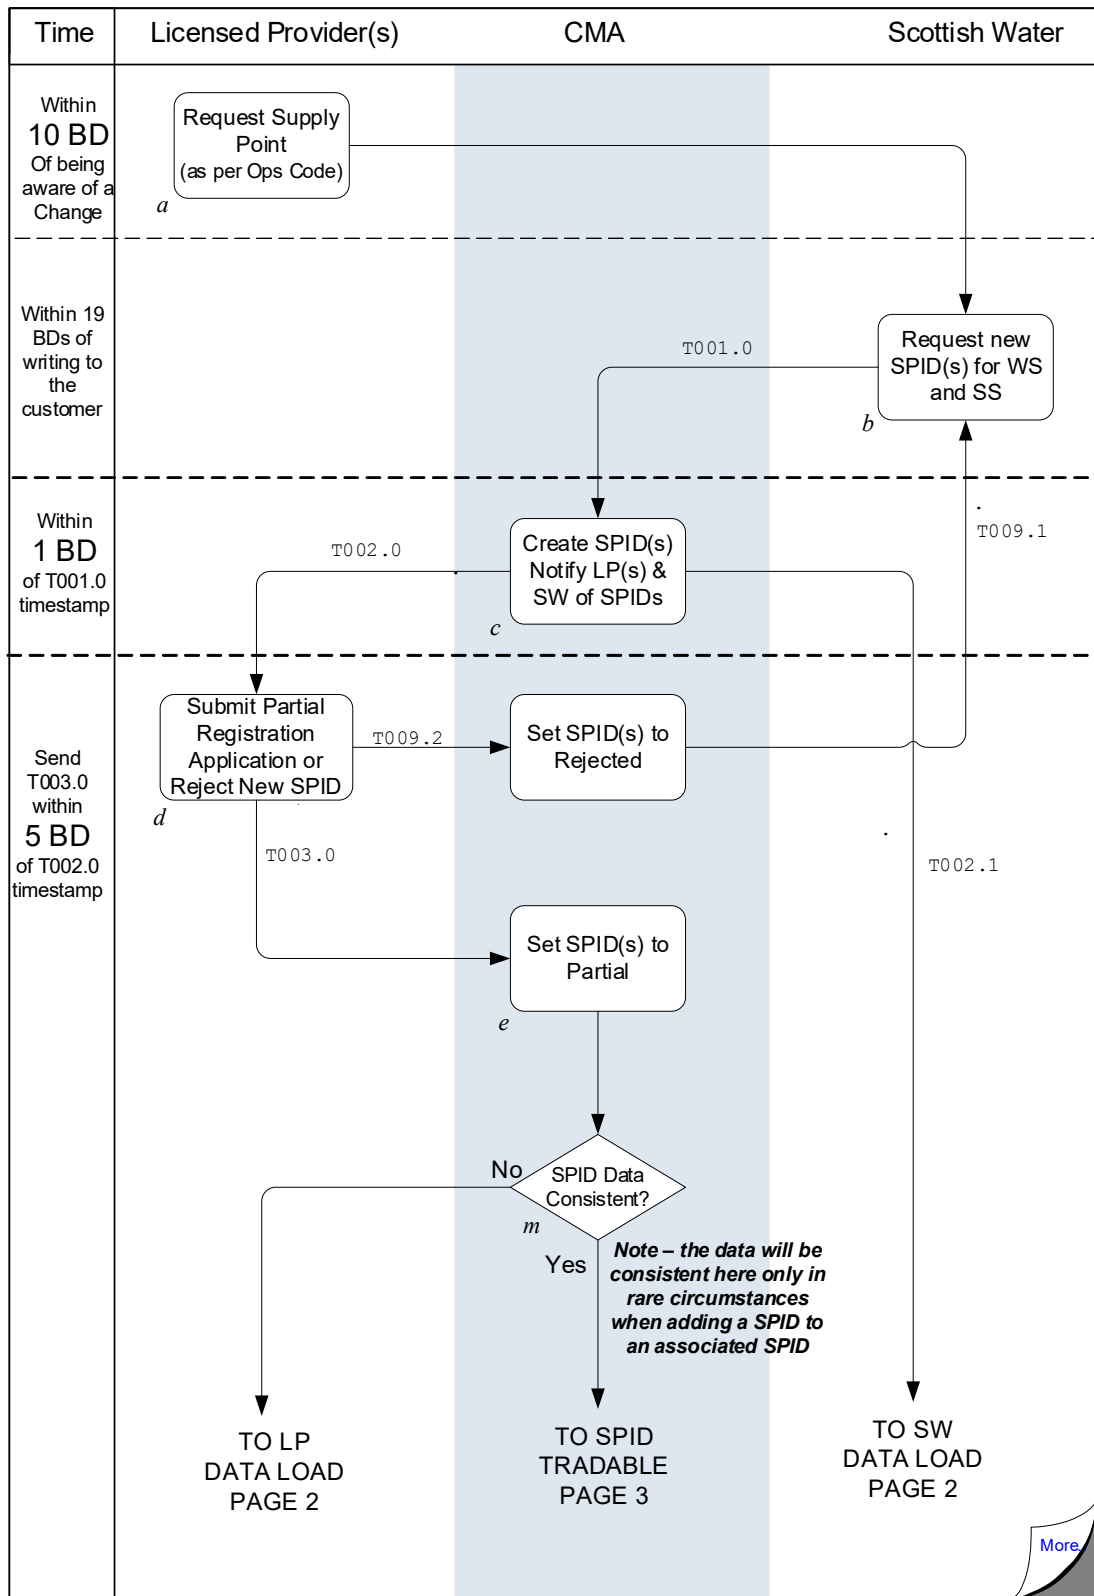 Time
Licensed Provider(s)
CMA
Scottish Water
Within
10 BD
Of being
aware of a
Change
Request Supply
Point
(as per Ops Code)
a
Within 19
BDs of
writing to
the
customer
T001.0
Request new
SPID(s) for WS
and SS
b
Within
1 BD
of T001.0
timestamp
T002.0
Create SPID(s)
Notify LP(s) &
SW of SPIDs
c
T009.1
Send
T003.0
within
5 BD
of T002.0
timestamp
Submit Partial
Registration
Application or
Reject New SPID
d
T009.2
Set SPID(s) to
Rejected
T003.0
T002.1
Set SPID(s) to
Partial
e
No
SPID Data
Consistent?
m
Yes
Note – the data will be
consistent here only in
rare circumstances
when adding a SPID to
an associated SPID
TO LP
DATA LOAD
PAGE 2
TO SPID
TRADABLE
PAGE 3
TO SW
DATA LOAD
PAGE 2
More..